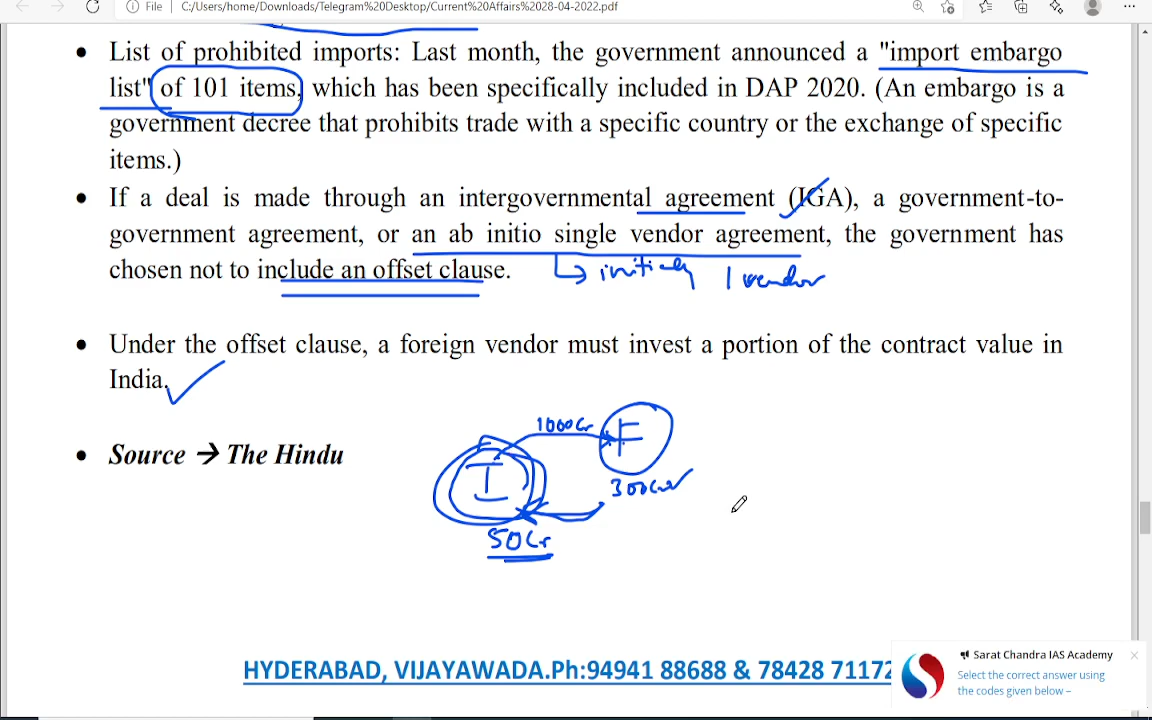 File
C:/Users/home/Downloads/Telegram%20Desktop/Current%20Affairs%2028-04-2022.pdf
• List of prohibited imports: Last month, the government announced a "import embargo
list" of 101 items, which has been specifically included in DAP 2020. (An embargo is a
government decree that prohibits trade with a specific country or the exchange of specific
items.)
• If a deal is made through an intergovernmental agreement (IGA), a government-to-
government agreement, or an ab initio single vendor agreement, the government has
chosen not to include an offset clause.
initially 1 vendor
• Under the offset clause, a foreign vendor must invest a portion of the contract value in
India.
1000Cr
F
• Source → The Hindu
I
50Cr
HYDERABAD, VIJAYAWADA.Ph:94941 88688 & 78428 71172
Sarat Chandra IAS Academy
Select the correct answer using
the codes given below –